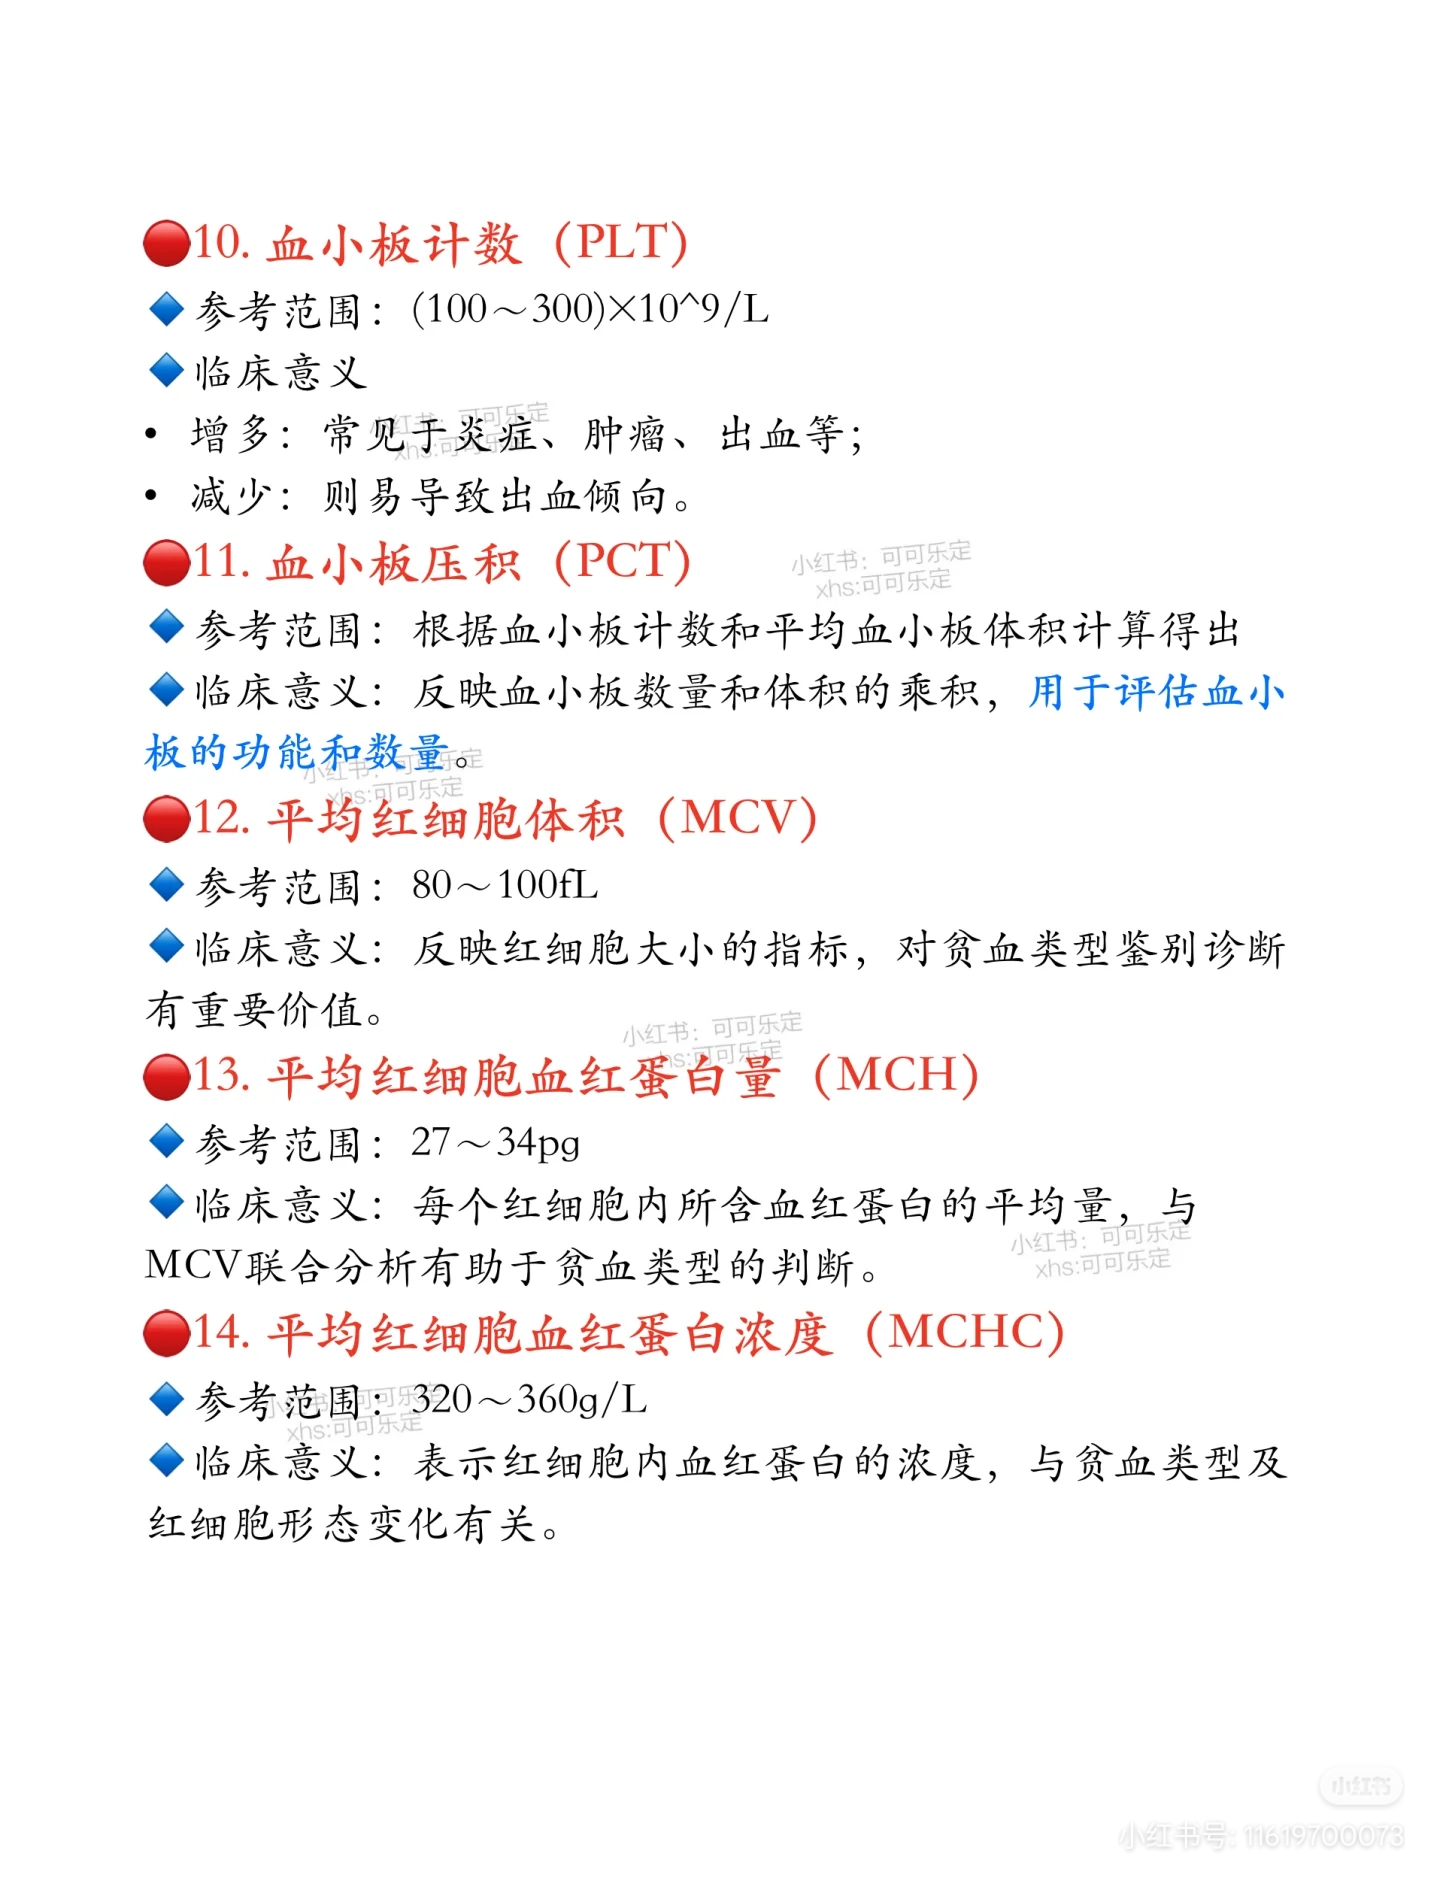 🔴10. 血小板计数（PLT）
🔷参考范围：(100～300)×10^9/L
🔷临床意义
• 增多：常见于炎症、肿瘤、出血等；
• 减少：则易导致出血倾向。
🔴11. 血小板压积（PCT）
🔷参考范围：根据血小板计数和平均血小板体积计算得出
🔷临床意义：反映血小板数量和体积的乘积，用于评估血小
板的功能和数量。
🔴12. 平均红细胞体积（MCV）
🔷参考范围：80～100fL
🔷临床意义：反映红细胞大小的指标，对贫血类型鉴别诊断
有重要价值。
🔴13. 平均红细胞血红蛋白量（MCH）
🔷参考范围：27～34pg
🔷临床意义：每个红细胞内所含血红蛋白的平均量，与
MCV联合分析有助于贫血类型的判断。
🔴14. 平均红细胞血红蛋白浓度（MCHC）
🔷参考范围：320～360g/L
🔷临床意义：表示红细胞内血红蛋白的浓度，与贫血类型及
红细胞形态变化有关。
小红书：可可乐定
xhs:可可乐定
小红书：可可乐定
xhs:可可乐定
小红书：可可乐定
xhs:可可乐定
小红书：可可乐定
xhs:可可乐定
小红书：可可乐定
xhs:可可乐定
小红书：可可乐定
xhs:可可乐定
小红书
小红书号: 11619700073